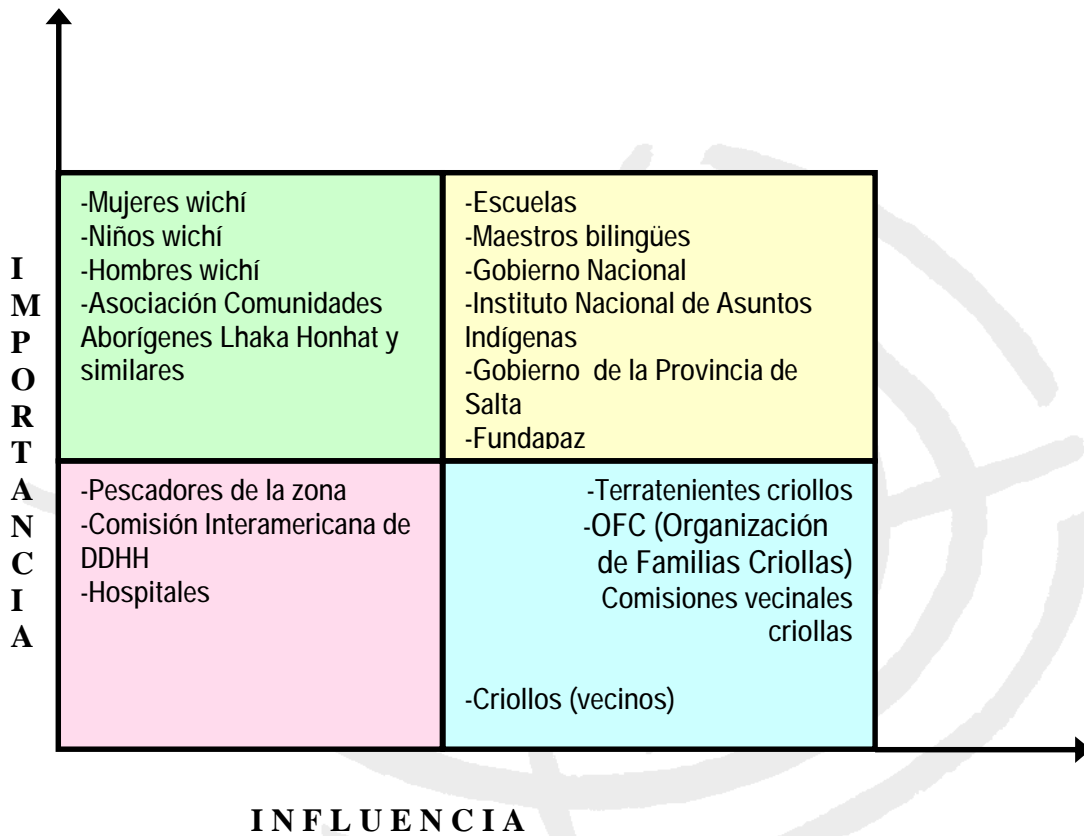 IMPORTANCIA
-Mujeres wichí
-Niños wichí
-Hombres wichí
-Asociación Comunidades
Aborígenes Lhaka Honhat y
similares
-Escuelas
-Maestros bilingües
-Gobierno Nacional
-Instituto Nacional de Asuntos
Indígenas
-Gobierno de la Provincia de
Salta
-Fundapaz
-Pescadores de la zona
-Comisión Interamericana de
DDHH
-Hospitales
-Terratenientes criollos
-OFC (Organización
de Familias Criollas)
Comisiones vecinales
criollas
-Criollos (vecinos)
INFLUENCIA